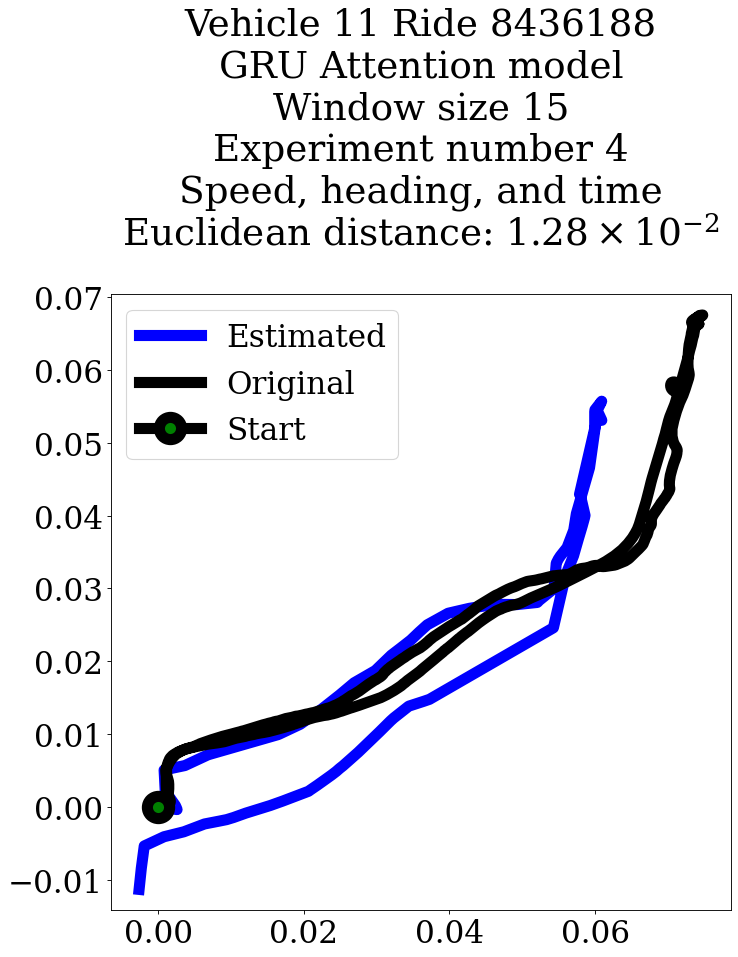 Vehicle 11 Ride 8436188
GRU Attention model
Window size 15
Experiment number 4
Speed, heading, and time
Euclidean distance: 1.28 × 10⁻²
0.07
0.06
0.05
0.04
0.03
0.02
0.01
0.00
−0.01
Estimated
Original
Start
0.00 0.02 0.04 0.06